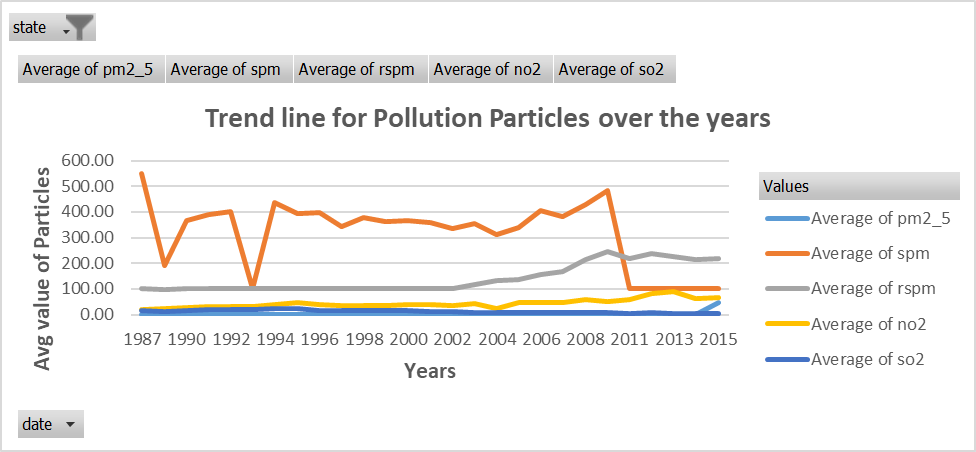 state
Average of pm2_5 Average of spm Average of rspm Average of no2 Average of so2
Trend line for Pollution Particles over the years
Avg value of Particles
600.00
500.00
400.00
300.00
200.00
100.00
0.00
1987 1990 1992 1994 1996 1998 2000 2002 2004 2006 2008 2011 2013 2015
Years
Values
Average of pm2_5
Average of spm
Average of rspm
Average of no2
Average of so2
date